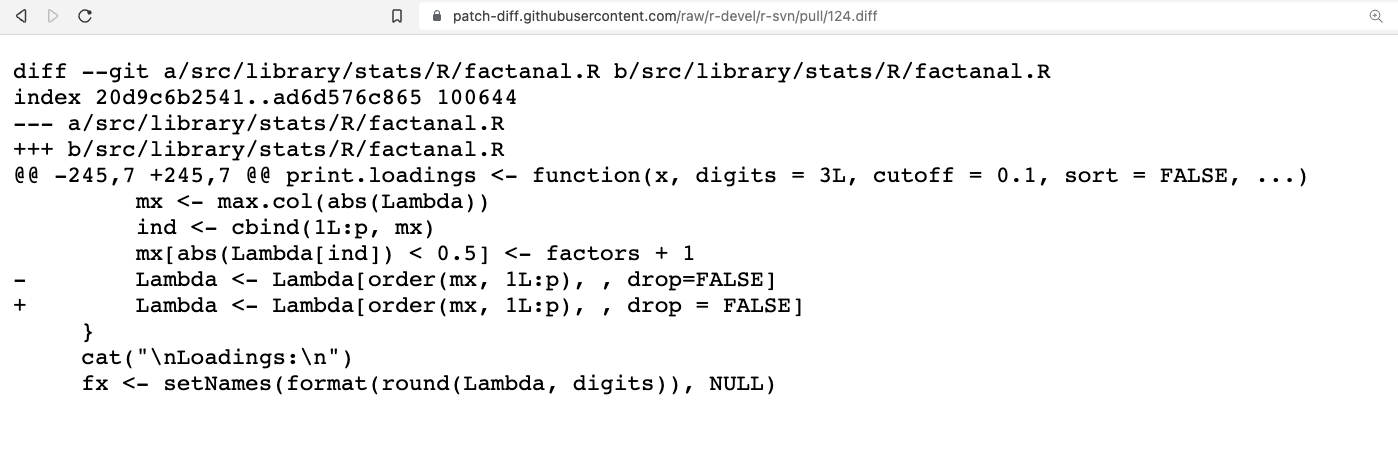 patch-diff.githubusercontent.com/raw/r-devel/r-svn/pull/124.diff
diff --git a/src/library/stats/R/factanal.R b/src/library/stats/R/factanal.R
index 20d9c6b2541..ad6d576c865 100644
--- a/src/library/stats/R/factanal.R
+++ b/src/library/stats/R/factanal.R
@@ -245,7 +245,7 @@ print.loadings <- function(x, digits = 3L, cutoff = 0.1, sort = FALSE, ...)
         mx <- max.col(abs(Lambda))
         ind <- cbind(1L:p, mx)
         mx[abs(Lambda[ind]) < 0.5] <- factors + 1
-        Lambda <- Lambda[order(mx, 1L:p), , drop=FALSE]
+        Lambda <- Lambda[order(mx, 1L:p), , drop = FALSE]
     }
     cat("\nLoadings:\n")
     fx <- setNames(format(round(Lambda, digits)), NULL)